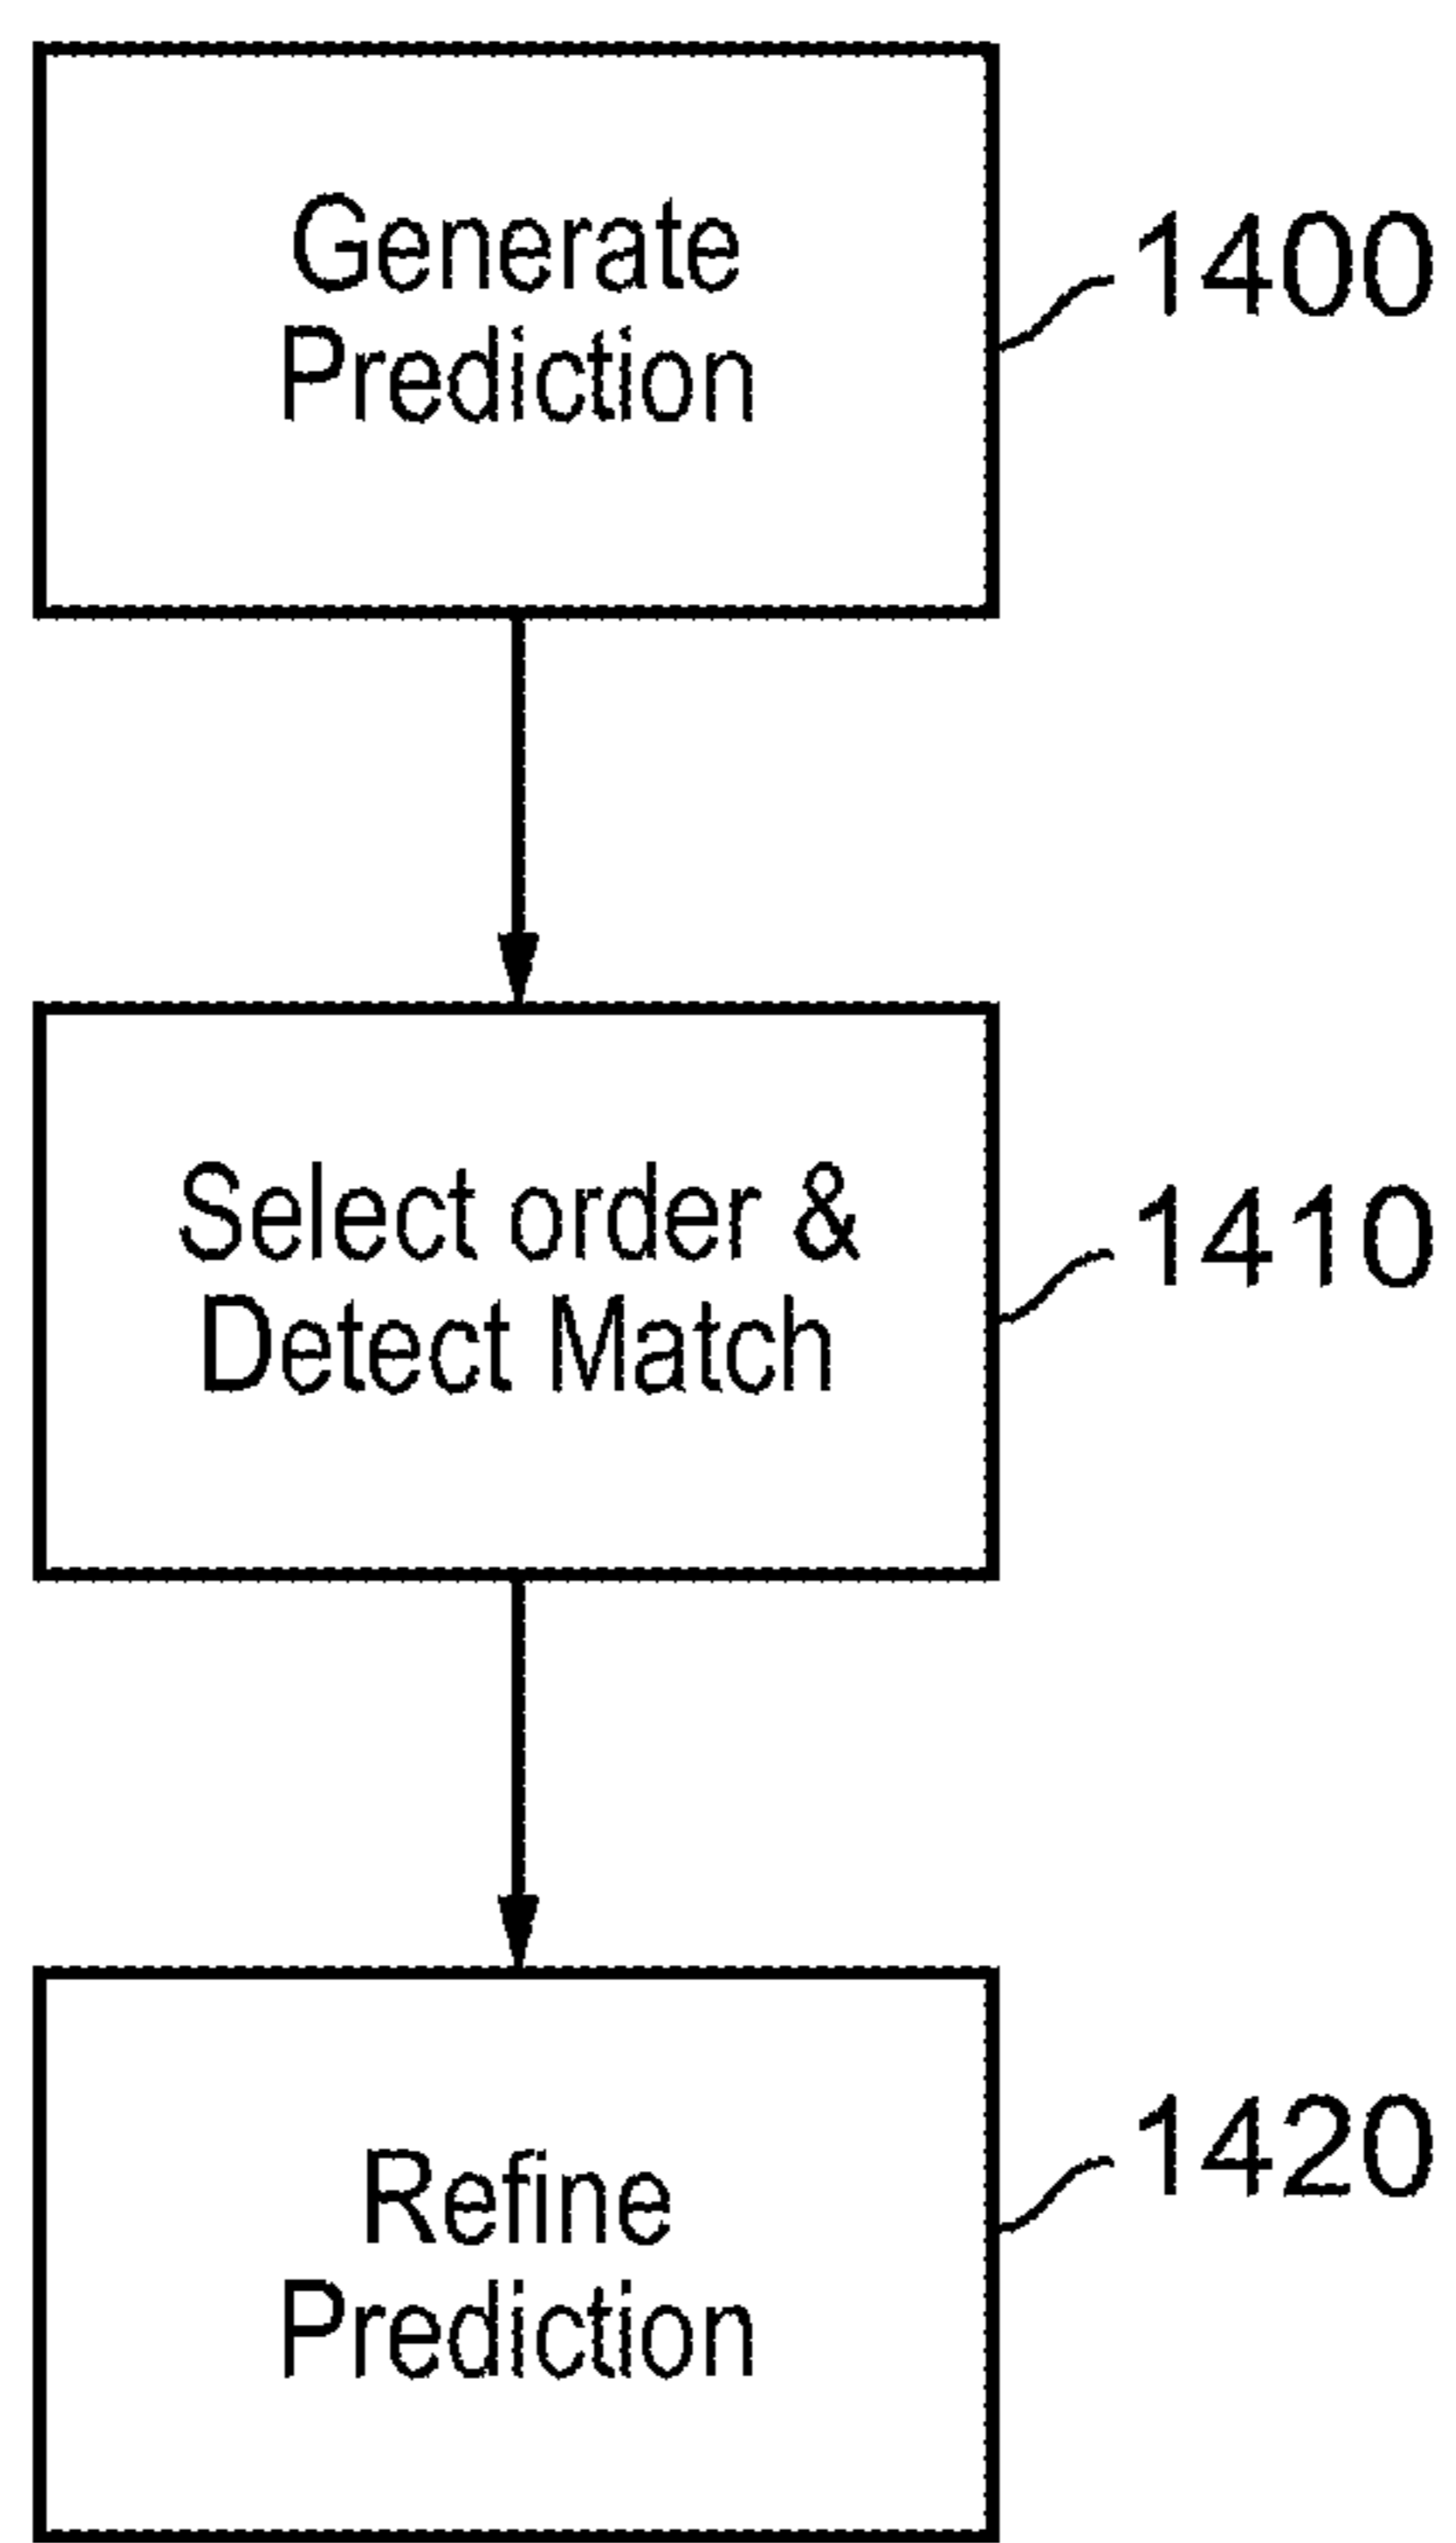 Generate
Prediction
1400
Select order &
Detect Match
1410
Refine
Prediction
1420